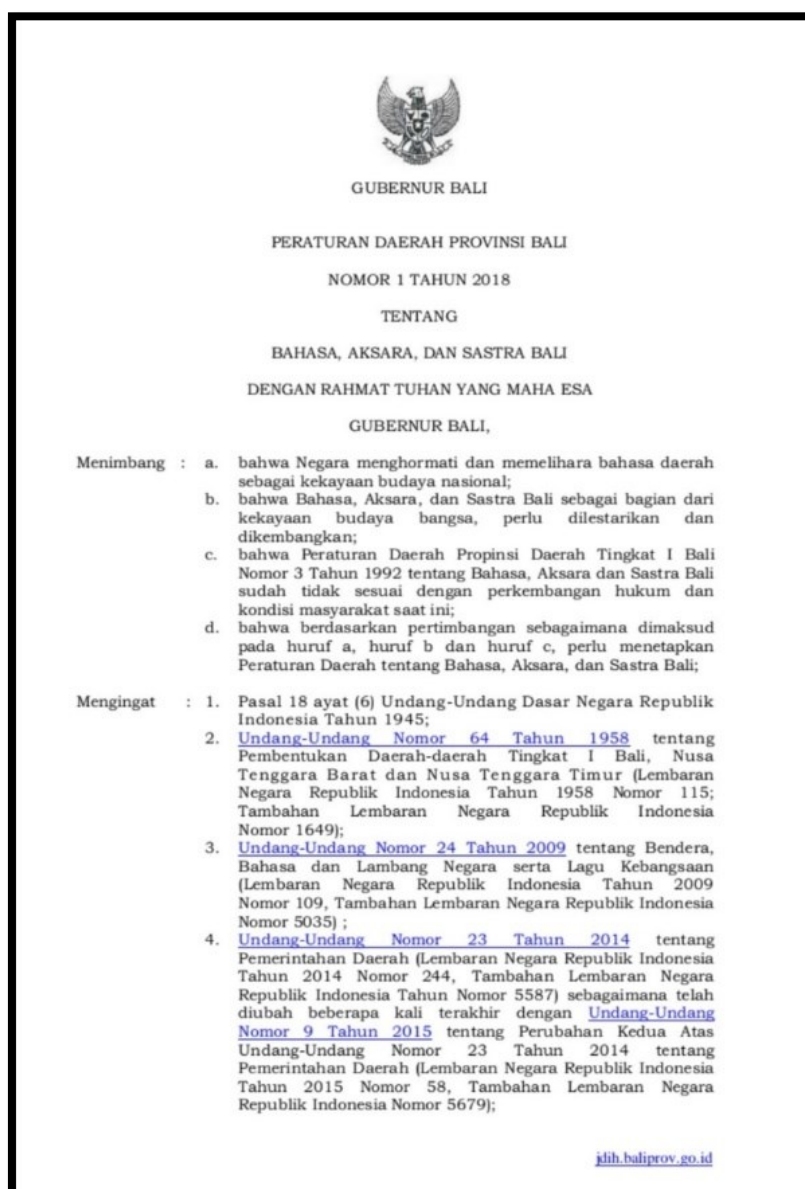 GUBERNUR BALI
PERATURAN DAERAH PROVINSI BALI
NOMOR 1 TAHUN 2018
TENTANG
BAHASA, AKSARA, DAN SASTRA BALI
DENGAN RAHMAT TUHAN YANG MAHA ESA
GUBERNUR BALI,
Menimbang : a. bahwa Negara menghormati dan memelihara bahasa daerah
sebagai kekayaan budaya nasional;
b. bahwa Bahasa, Aksara, dan Sastra Bali sebagai bagian dari
kekayaan budaya bangsa, perlu dilestarikan dan
dikembangkan;
c. bahwa Peraturan Daerah Propinsi Daerah Tingkat I Bali
Nomor 3 Tahun 1992 tentang Bahasa, Aksara dan Sastra Bali
sudah tidak sesuai dengan perkembangan hukum dan
kondisi masyarakat saat ini;
d. bahwa berdasarkan pertimbangan sebagaimana dimaksud
pada huruf a, huruf b dan huruf c, perlu menetapkan
Peraturan Daerah tentang Bahasa, Aksara, dan Sastra Bali;
Mengingat : 1. Pasal 18 ayat (6) Undang-Undang Dasar Negara Republik
Indonesia Tahun 1945;
2. Undang-Undang Nomor 64 Tahun 1958 tentang
Pembentukan Daerah-daerah Tingkat I Bali, Nusa
Tenggara Barat dan Nusa Tenggara Timur (Lembaran
Negara Republik Indonesia Tahun 1958 Nomor 115;
Tambahan Lembaran Negara Republik Indonesia
Nomor 1649);
3. Undang-Undang Nomor 24 Tahun 2009 tentang Bendera,
Bahasa dan Lambang Negara serta Lagu Kebangsaan
(Lembaran Negara Republik Indonesia Tahun 2009
Nomor 109, Tambahan Lembaran Negara Republik Indonesia
Nomor 5035) ;
4. Undang-Undang Nomor 23 Tahun 2014 tentang
Pemerintahan Daerah (Lembaran Negara Republik Indonesia
Tahun 2014 Nomor 244, Tambahan Lembaran Negara
Republik Indonesia Tahun Nomor 5587) sebagaimana telah
diubah beberapa kali terakhir dengan Undang-Undang
Nomor 9 Tahun 2015 tentang Perubahan Kedua Atas
Undang-Undang Nomor 23 Tahun 2014 tentang
Pemerintahan Daerah (Lembaran Negara Republik Indonesia
Tahun 2015 Nomor 58, Tambahan Lembaran Negara
Republik Indonesia Nomor 5679);
jdih.baliprov.go.id